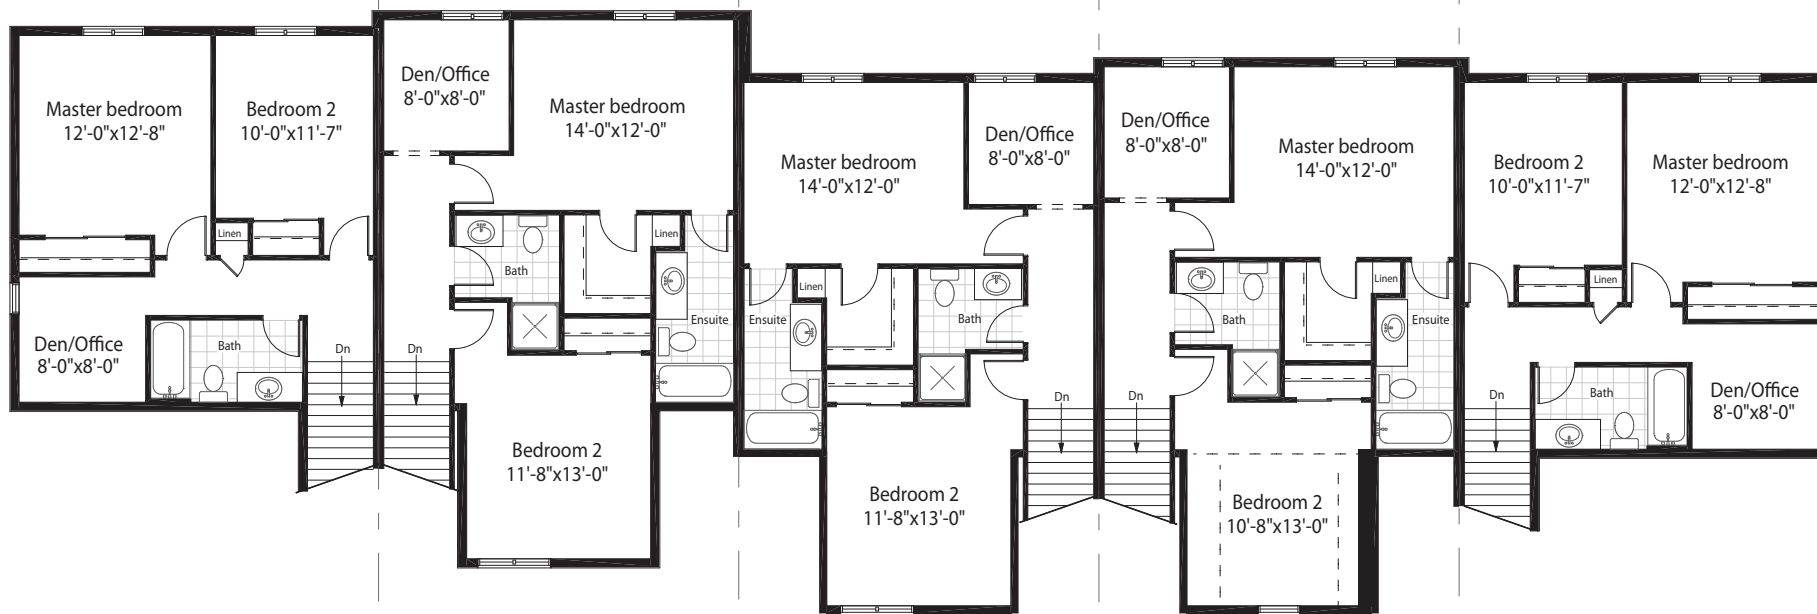 Master bedroom
12'-0"x12'-8"
Bedroom 2
10'-0"x11'-7"
Linen
Den/Office
8'-0"x8'-0"
Bath
Dn
Den/Office
8'-0"x8'-0"
Master bedroom
14'-0"x12'-0"
Linen
Bath
Ensuite
Dn
Bedroom 2
11'-8"x13'-0"
Master bedroom
14'-0"x12'-0"
Den/Office
8'-0"x8'-0"
Linen
Ensuite
Bath
Dn
Bedroom 2
11'-8"x13'-0"
Den/Office
8'-0"x8'-0"
Master bedroom
14'-0"x12'-0"
Linen
Bath
Ensuite
Dn
Bedroom 2
10'-8"x13'-0"
Bedroom 2
10'-0"x11'-7"
Master bedroom
12'-0"x12'-8"
Linen
Dn
Bath
Den/Office
8'-0"x8'-0"